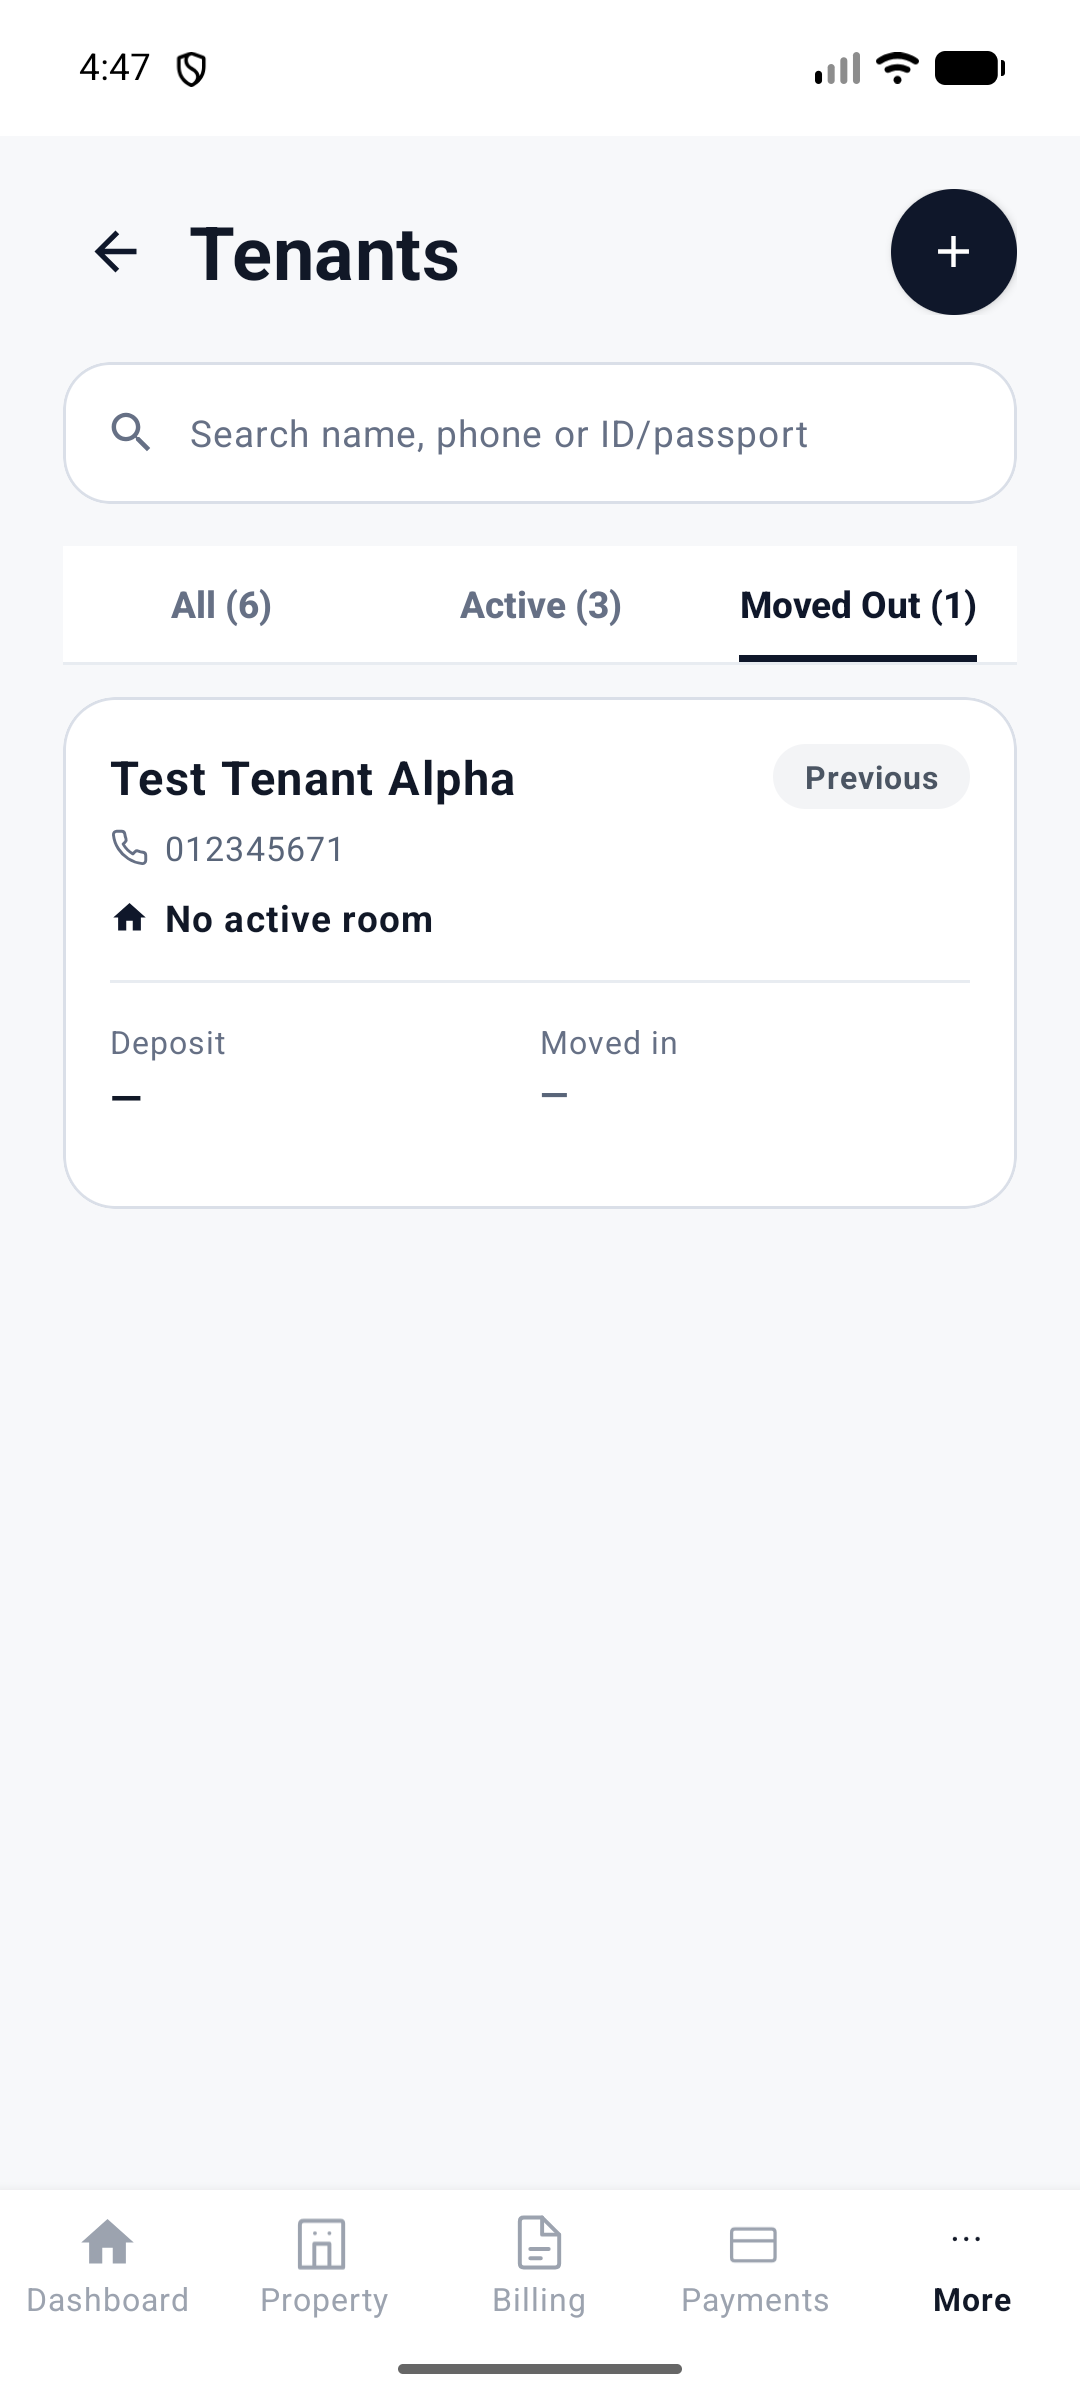 4:47
Tenants
Search name, phone or ID/passport
All (6) Active (3) Moved Out (1)
Test Tenant Alpha Previous
012345671
No active room
Deposit Moved in
– –
Dashboard Property Billing Payments More